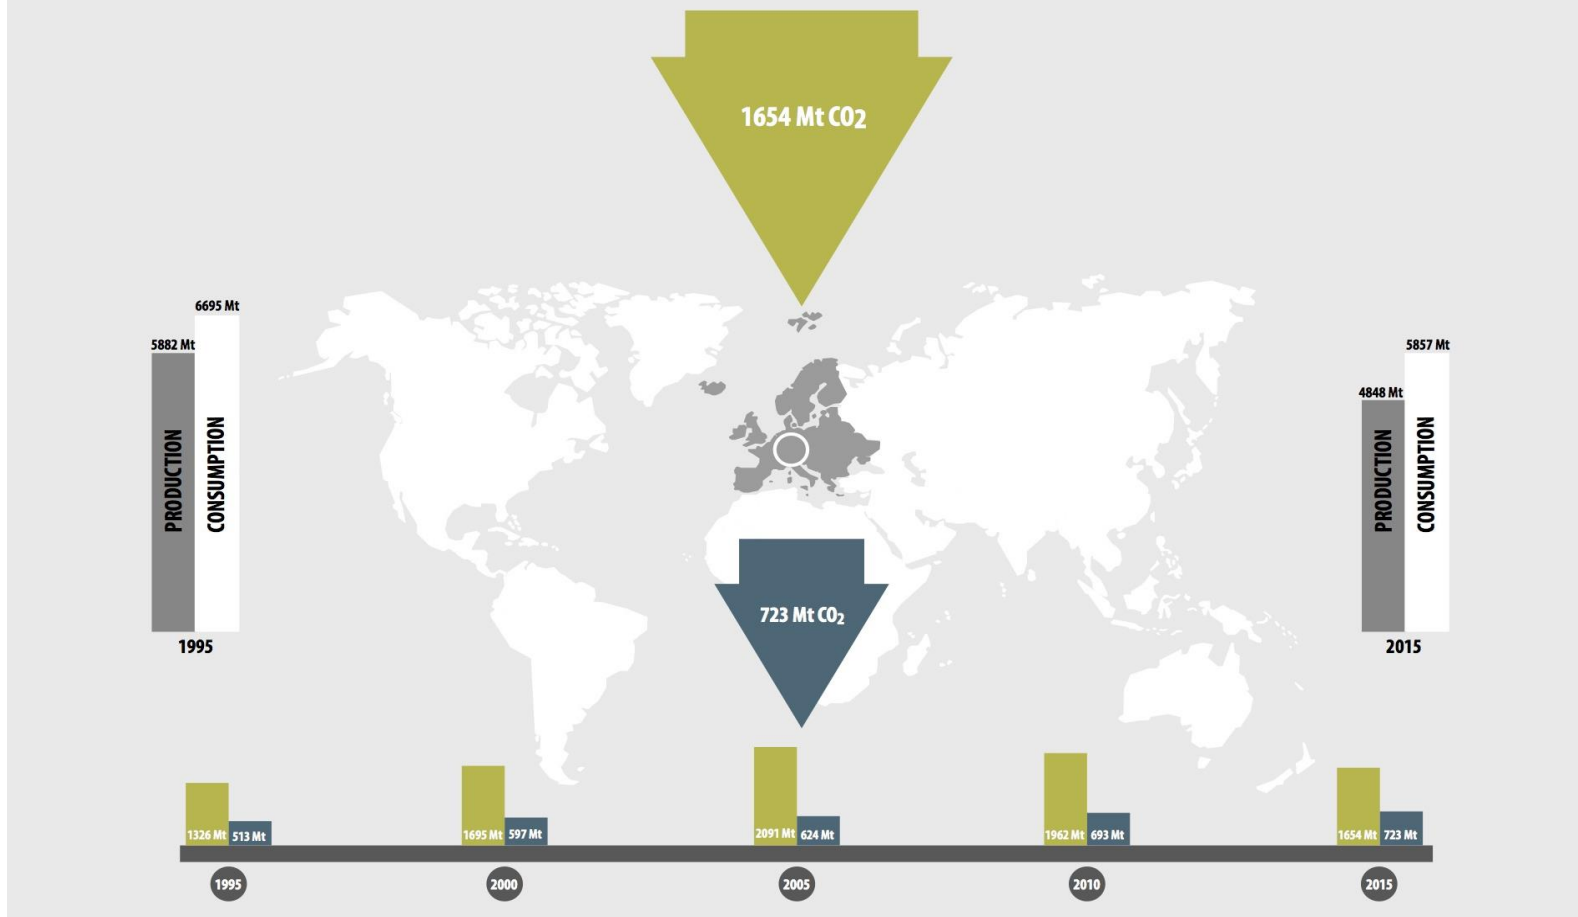 1654 Mt CO2
6695 Mt
5882 Mt
PRODUCTION
CONSUMPTION
1995
5857 Mt
4848 Mt
PRODUCTION
CONSUMPTION
2015
723 Mt CO2
1326 Mt 513 Mt
1695 Mt 597 Mt
2091 Mt 624 Mt
1962 Mt 693 Mt
1654 Mt 723 Mt
1995
2000
2005
2010
2015